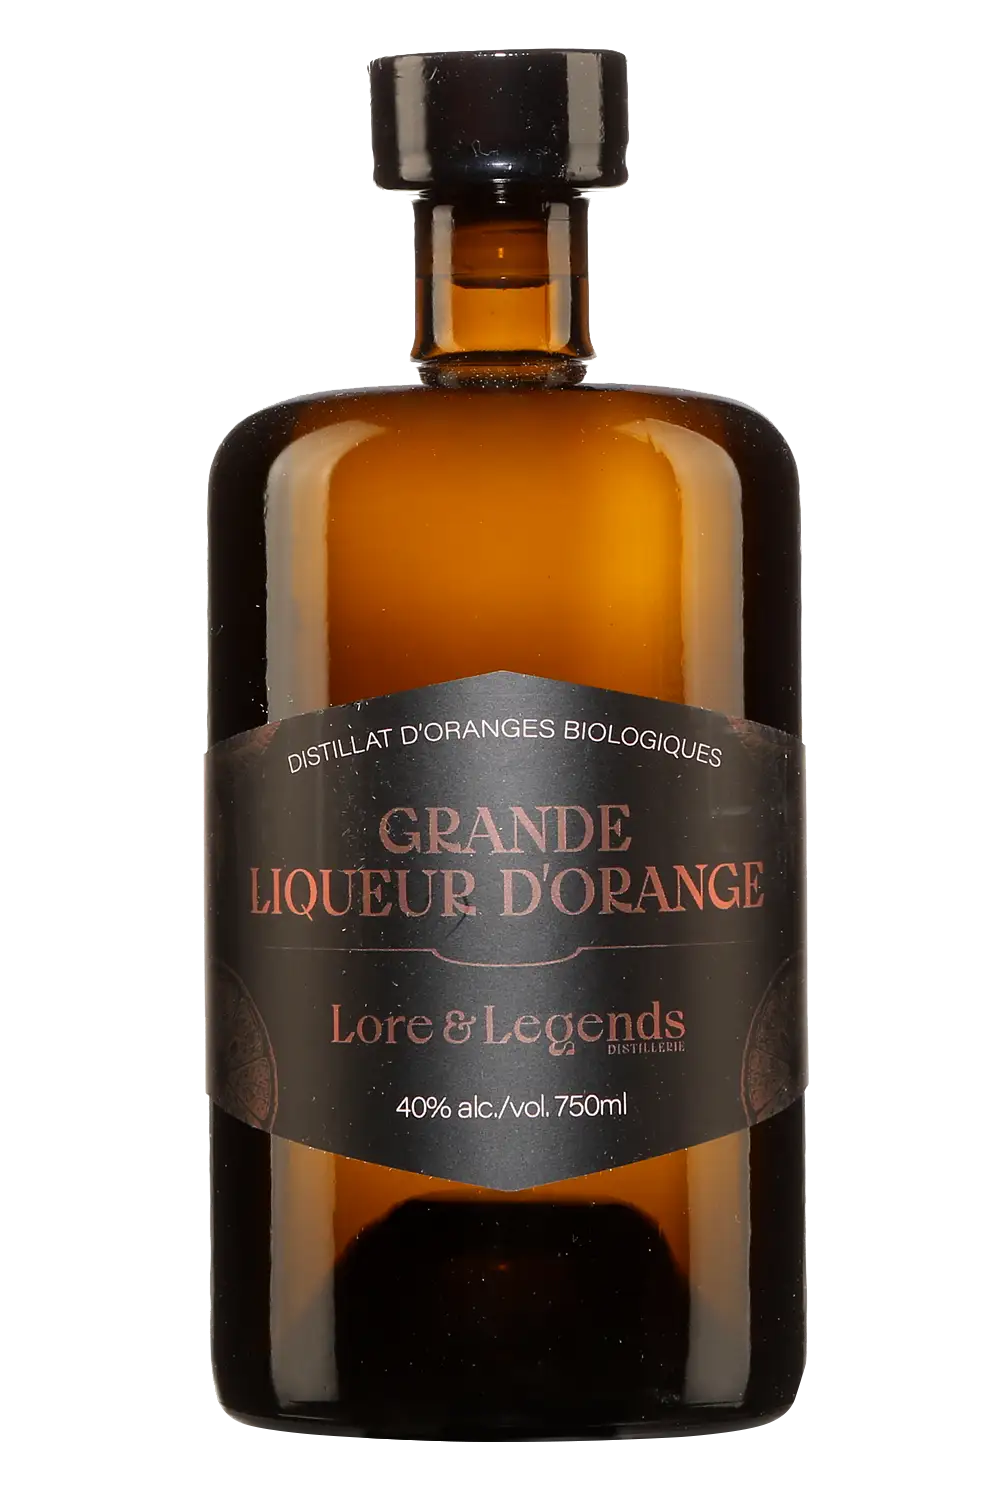 DISTILLAT D'ORANGES BIOLOGIQUES
GRANDE
LIQUEUR D'ORANGE
Lore & Legends
DISTILLERIE
40% alc./vol. 750ml